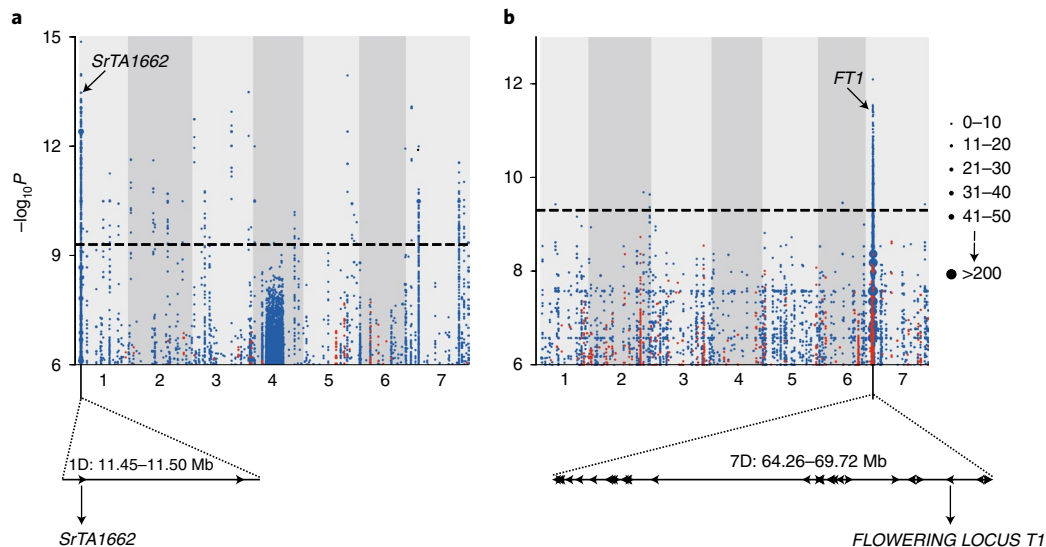 a
b
15
12
9
6
–log10P
SrTA1662
1 2 3 4 5 6 7
1D: 11.45–11.50 Mb
SrTA1662
12
10
8
6
FT1
1 2 3 4 5 6 7
7D: 64.26–69.72 Mb
FLOWERING LOCUS T1
0–10
11–20
21–30
31–40
41–50
>200